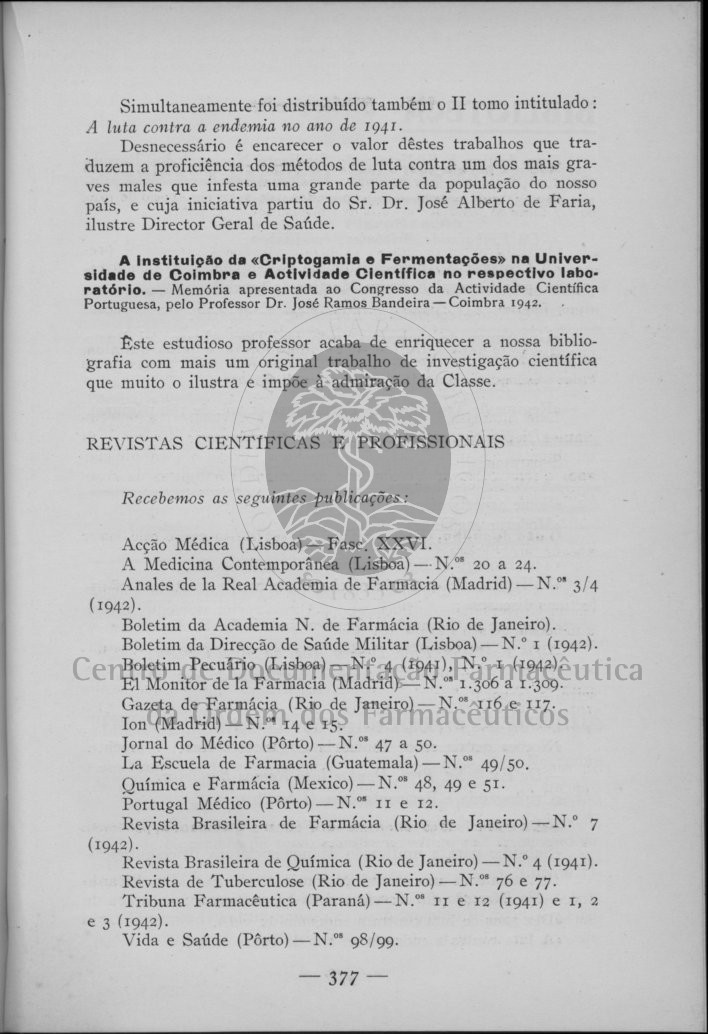 Simultaneamente foi distribuído também o II tomo intitulado:
A luta contra a endemia no ano de 1941.
Desnecessário é encarecer o valor dêstes trabalhos que tra-
duzem a proficiência dos métodos de luta contra um dos mais gra-
ves males que infesta uma grande parte da população do nosso
país, e cuja iniciativa partiu do Sr. Dr. José Alberto de Faria,
ilustre Director Geral de Saúde.
A instituição da «Criptogamia e Fermentações» na Univer-
sidade de Coimbra e Actividade Científica no respectivo labo-
ratório. — Memória apresentada ao Congresso da Actividade Científica
Portuguesa, pelo Professor Dr. José Ramos Bandeira — Coimbra 1942.
Êste estudioso professor acaba de enriquecer a nossa biblio-
grafia com mais um original trabalho de investigação científica
que muito o ilustra e impõe à admiração da Classe.
REVISTAS CIENTÍFICAS E PROFISSIONAIS
Recebemos as seguintes publicações:
Acção Médica (Lisboa) — Fasc. XXVI.
A Medicina Contemporânea (Lisboa) — N.os 20 a 24.
Anales de la Real Academia de Farmacia (Madrid) — N.os 3/4
(1942).
Boletim da Academia N. de Farmácia (Rio de Janeiro).
Boletim da Direcção de Saúde Militar (Lisboa) — N.º 1 (1942).
Boletim Pecuário (Lisboa) — N.º 4 (1941), N.º 1 (1942).
Centro de Documentação Farmacêutica
El Monitor de la Farmacia (Madrid) — N.os 1.306 a 1.309.
Gazeta de Farmácia (Rio de Janeiro) — N.os 116 e 117.
da Ordem dos Farmacêuticos
Ion (Madrid) — N.os 14 e 15.
Jornal do Médico (Pôrto) — N.os 47 a 50.
La Escuela de Farmacia (Guatemala) — N.os 49/50.
Química e Farmácia (Mexico) — N.os 48, 49 e 51.
Portugal Médico (Pôrto) — N.os 11 e 12.
Revista Brasileira de Farmácia (Rio de Janeiro) — N.º 7
(1942).
Revista Brasileira de Química (Rio de Janeiro) — N.º 4 (1941).
Revista de Tuberculose (Rio de Janeiro) — N.os 76 e 77.
Tribuna Farmacêutica (Paraná) — N.os 11 e 12 (1941) e 1, 2
e 3 (1942).
Vida e Saúde (Pôrto) — N.os 98/99.
— 377 —